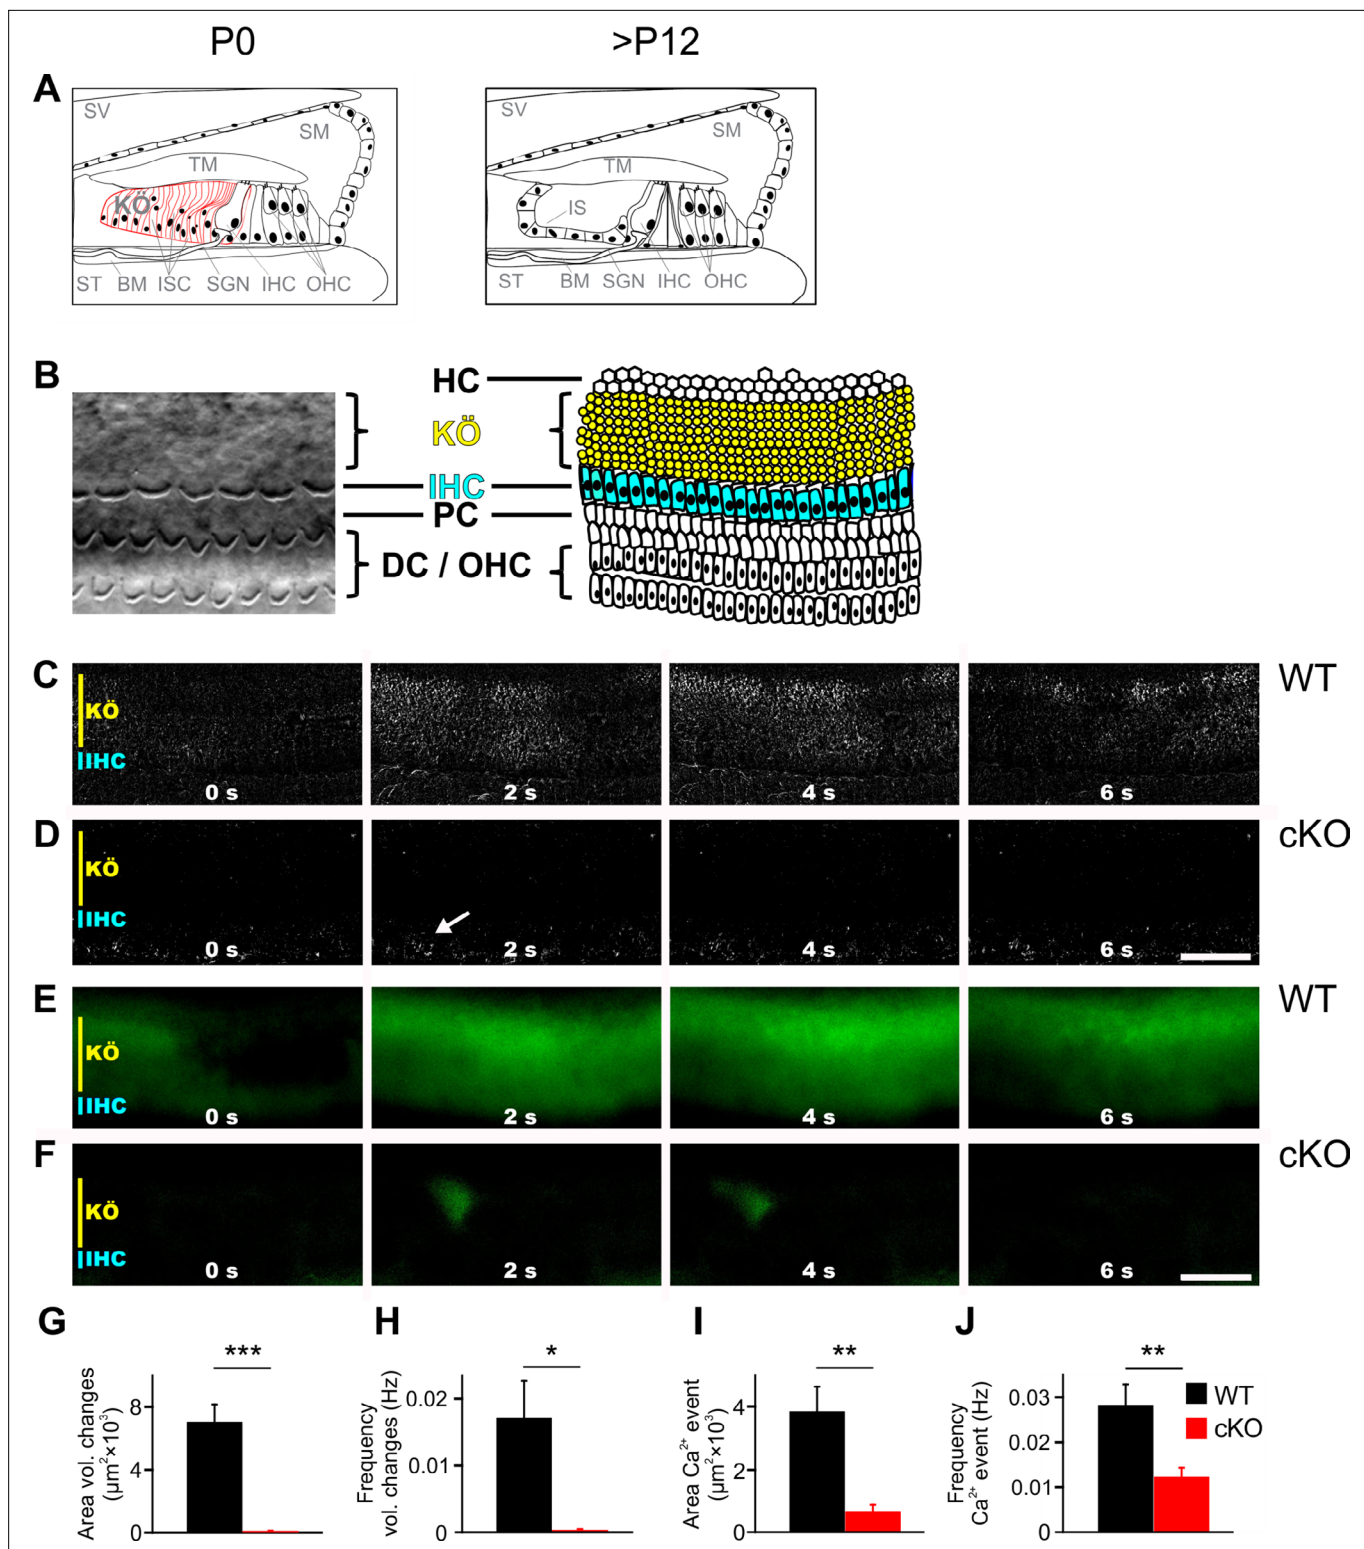 P0 >P12
A
SV SM TM KÖ ST BM ISC SGN IHC OHC
SV SM TM IS ST BM SGN IHC OHC
B
HC
KÖ
IHC
PC
DC / OHC
C KÖ IHC 0 s 2 s 4 s 6 s WT
D KÖ IHC 0 s 2 s 4 s 6 s cKO
E KÖ IHC 0 s 2 s 4 s 6 s WT
F KÖ IHC 0 s 2 s 4 s 6 s cKO
G
Area vol. changes
(µm²×10³)
8
4
0
***
H
Frequency
vol. changes (Hz)
0.02
0.01
0
*
I
Area Ca²⁺ event
(µm²×10³)
4
2
0
**
J
Frequency
Ca²⁺ event (Hz)
0.03
0.02
0.01
0
**
WT
cKO